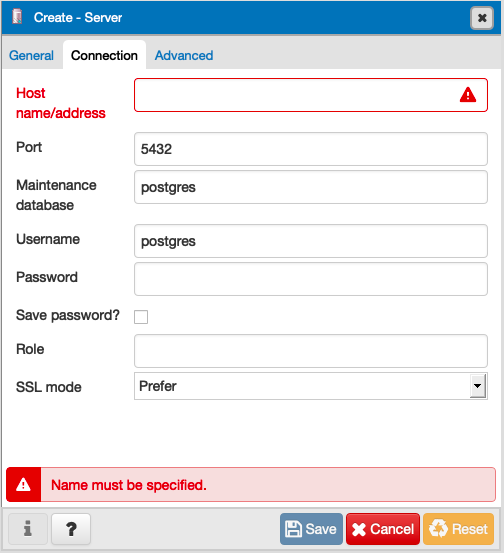 Create - Server
General Connection Advanced
Host
name/address
Port 5432
Maintenance postgres
database
Username postgres
Password
Save password?
Role
SSL mode Prefer
Name must be specified.
i ? Save Cancel Reset